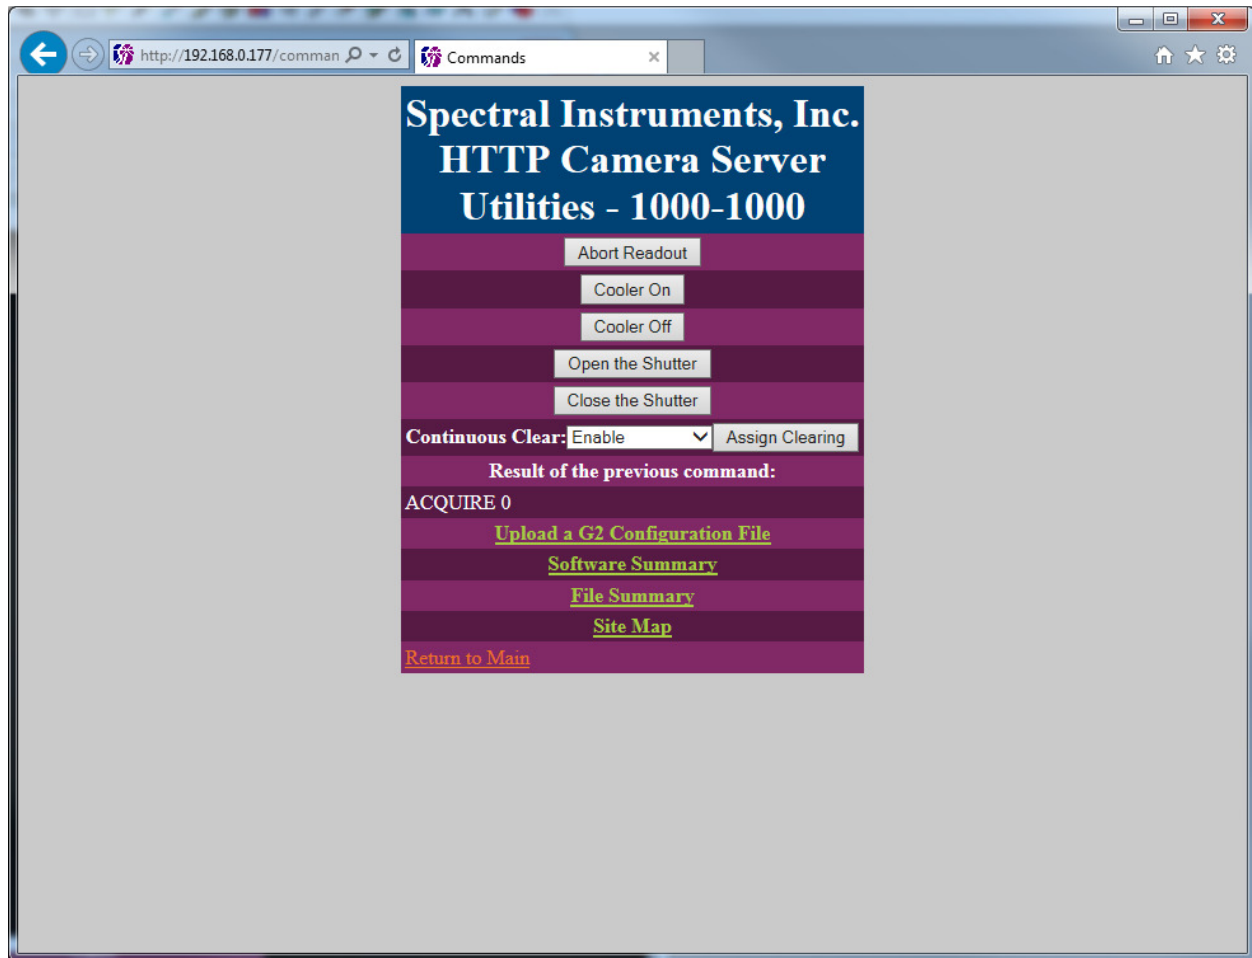 http://192.168.0.177/comman
Commands
Spectral Instruments, Inc.
HTTP Camera Server
Utilities - 1000-1000
Abort Readout
Cooler On
Cooler Off
Open the Shutter
Close the Shutter
Continuous Clear: Enable Assign Clearing
Result of the previous command:
ACQUIRE 0
Upload a G2 Configuration File
Software Summary
File Summary
Site Map
Return to Main